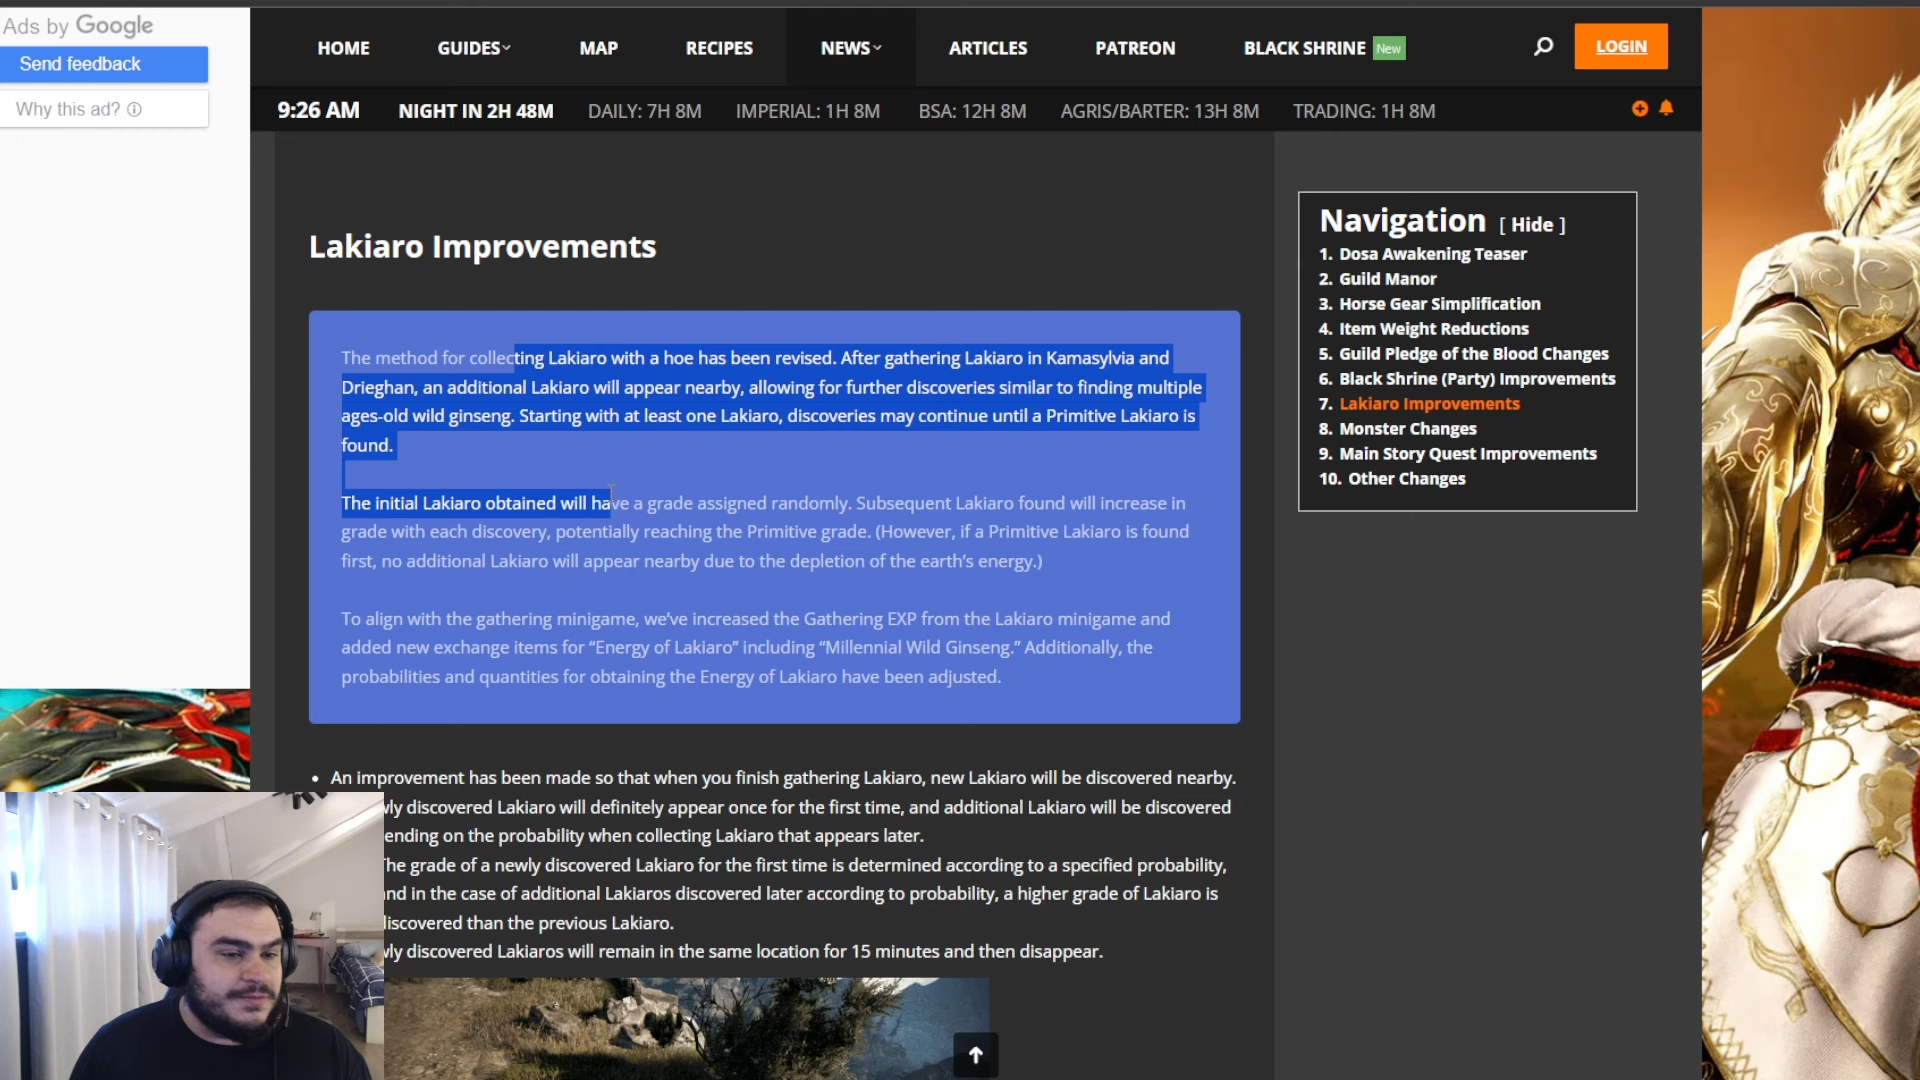 Ads by Google
Send feedback
Why this ad?
HOME GUIDES MAP RECIPES NEWS ARTICLES PATREON BLACK SHRINE New LOGIN
9:26 AM NIGHT IN 2H 48M DAILY: 7H 8M IMPERIAL: 1H 8M BSA: 12H 8M AGRIS/BARTER: 13H 8M TRADING: 1H 8M
Lakiaro Improvements
The method for collecting Lakiaro with a hoe has been revised. After gathering Lakiaro in Kamasylvia and
Drieghan, an additional Lakiaro will appear nearby, allowing for further discoveries similar to finding multiple
ages-old wild ginseng. Starting with at least one Lakiaro, discoveries may continue until a Primitive Lakiaro is
found.
The initial Lakiaro obtained will have a grade assigned randomly. Subsequent Lakiaro found will increase in
grade with each discovery, potentially reaching the Primitive grade. (However, if a Primitive Lakiaro is found
first, no additional Lakiaro will appear nearby due to the depletion of the earth's energy.)
To align with the gathering minigame, we've increased the Gathering EXP from the Lakiaro minigame and
added new exchange items for “Energy of Lakiaro” including “Millennial Wild Ginseng.” Additionally, the
probabilities and quantities for obtaining the Energy of Lakiaro have been adjusted.
• An improvement has been made so that when you finish gathering Lakiaro, new Lakiaro will be discovered nearby.
discovered Lakiaro will definitely appear once for the first time, and additional Lakiaro will be discovered
on the probability when collecting Lakiaro that appears later.
The grade of a newly discovered Lakiaro for the first time is determined according to a specified probability,
and in the case of additional Lakiaros discovered later according to probability, a higher grade of Lakiaro is
discovered than the previous Lakiaro.
discovered Lakiaros will remain in the same location for 15 minutes and then disappear.
Navigation [ Hide ]
1. Dosa Awakening Teaser
2. Guild Manor
3. Horse Gear Simplification
4. Item Weight Reductions
5. Guild Pledge of the Blood Changes
6. Black Shrine (Party) Improvements
7. Lakiaro Improvements
8. Monster Changes
9. Main Story Quest Improvements
10. Other Changes